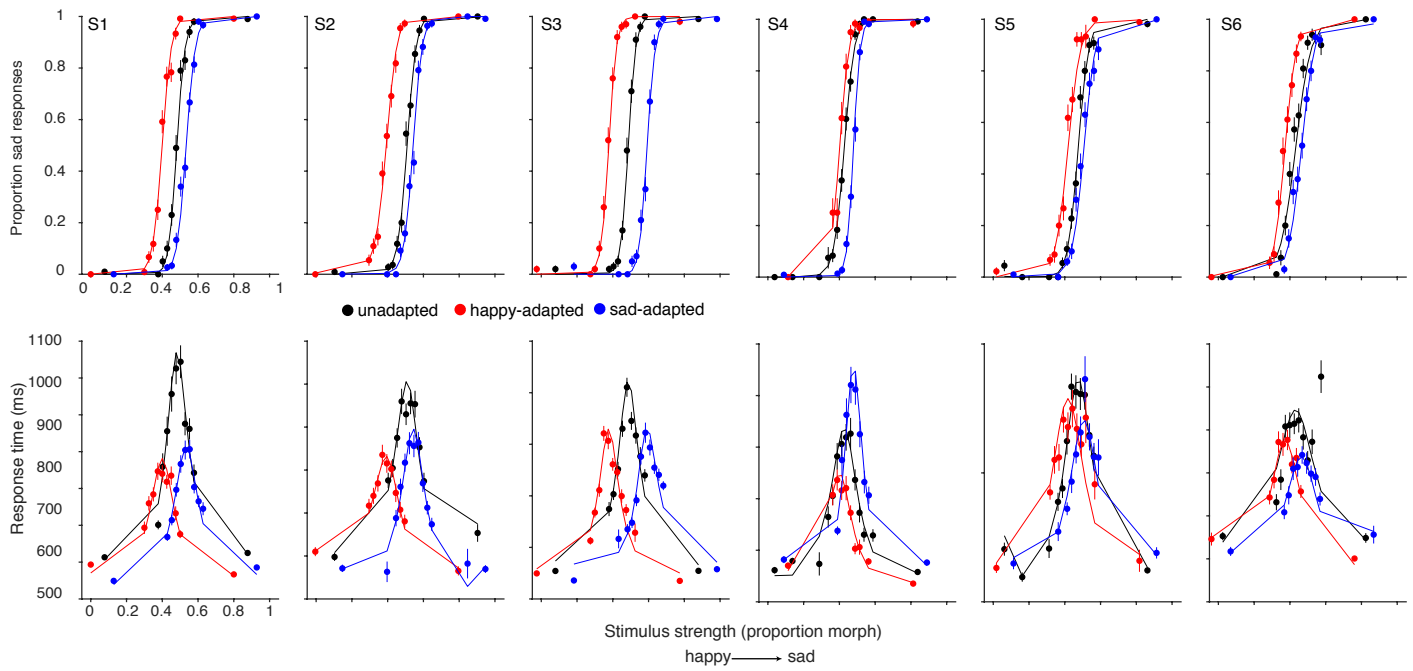 S1 S2 S3 S4 S5 S6
Proportion sad responses
1
0.8
0.6
0.4
0.2
0
0 0.2 0.4 0.6 0.8 1
unadapted happy-adapted sad-adapted
Response time (ms)
1100
1000
900
800
700
600
500
0 0.2 0.4 0.6 0.8 1
Stimulus strength (proportion morph)
happy sad